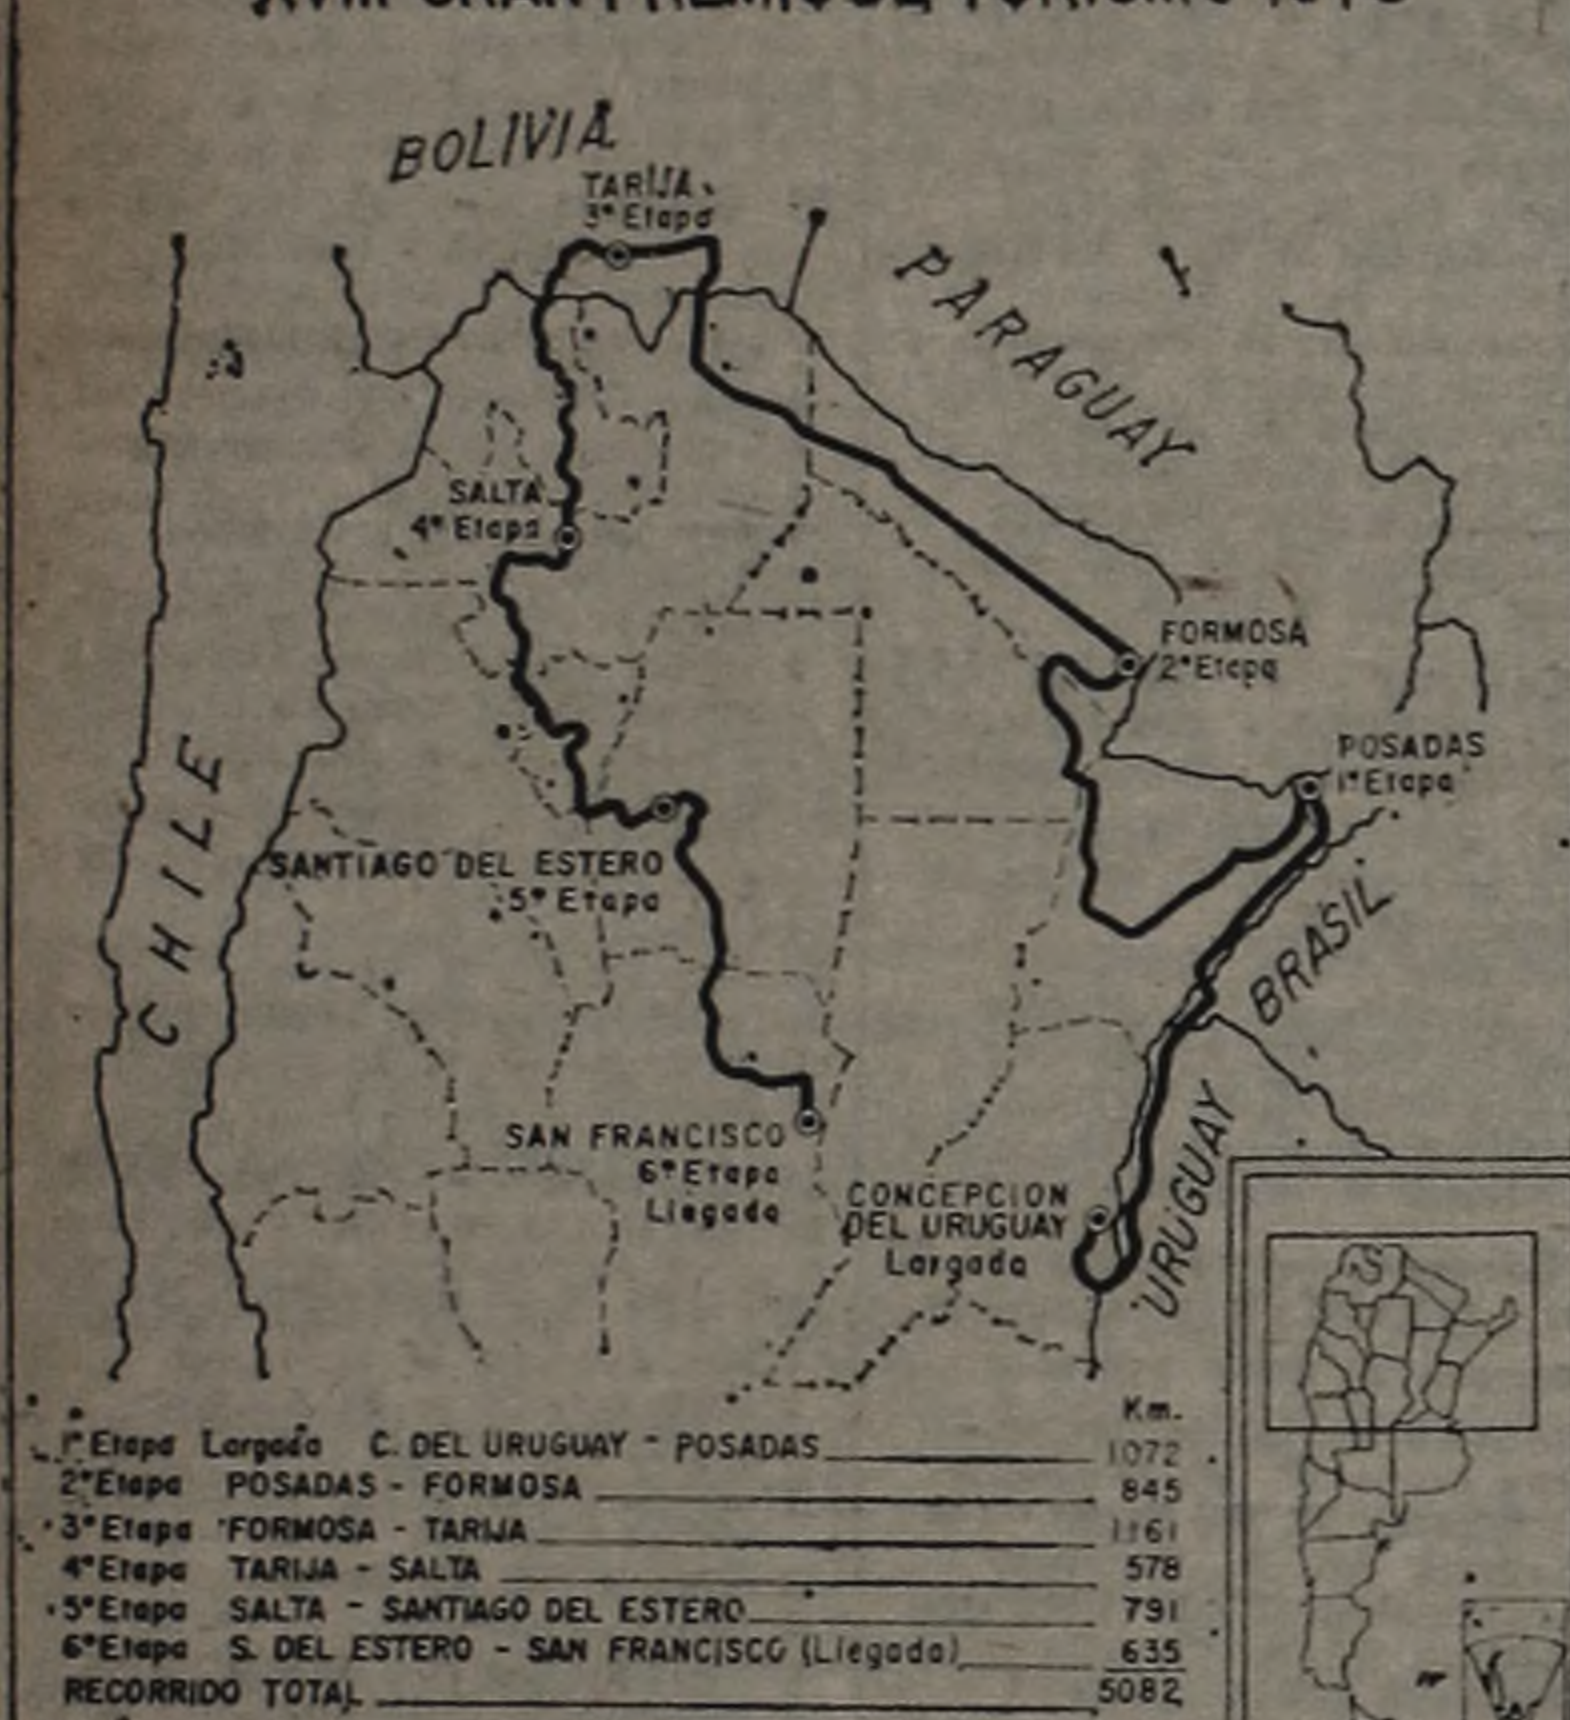 BOLIVIA
TARIJA
3ª Etapa
PARAGUAY
SALTA
4ª Etapa
FORMOSA
2ª Etapa
POSADAS
1ª Etapa
CHILE
SANTIAGO DEL ESTERO
5ª Etapa
BRASIL
SAN FRANCISCO
6ª Etapa
Llegada
CONCEPCION
DEL URUGUAY
Largada
URUGUAY
Km.
1ª Etapa Largada C. DEL URUGUAY - POSADAS 1072
2ª Etapa POSADAS - FORMOSA 845
3ª Etapa FORMOSA - TARIJA 1161
4ª Etapa TARIJA - SALTA 578
5ª Etapa SALTA - SANTIAGO DEL ESTERO 791
6ª Etapa S. DEL ESTERO - SAN FRANCISCO (Llegada) 635
RECORRIDO TOTAL 5082